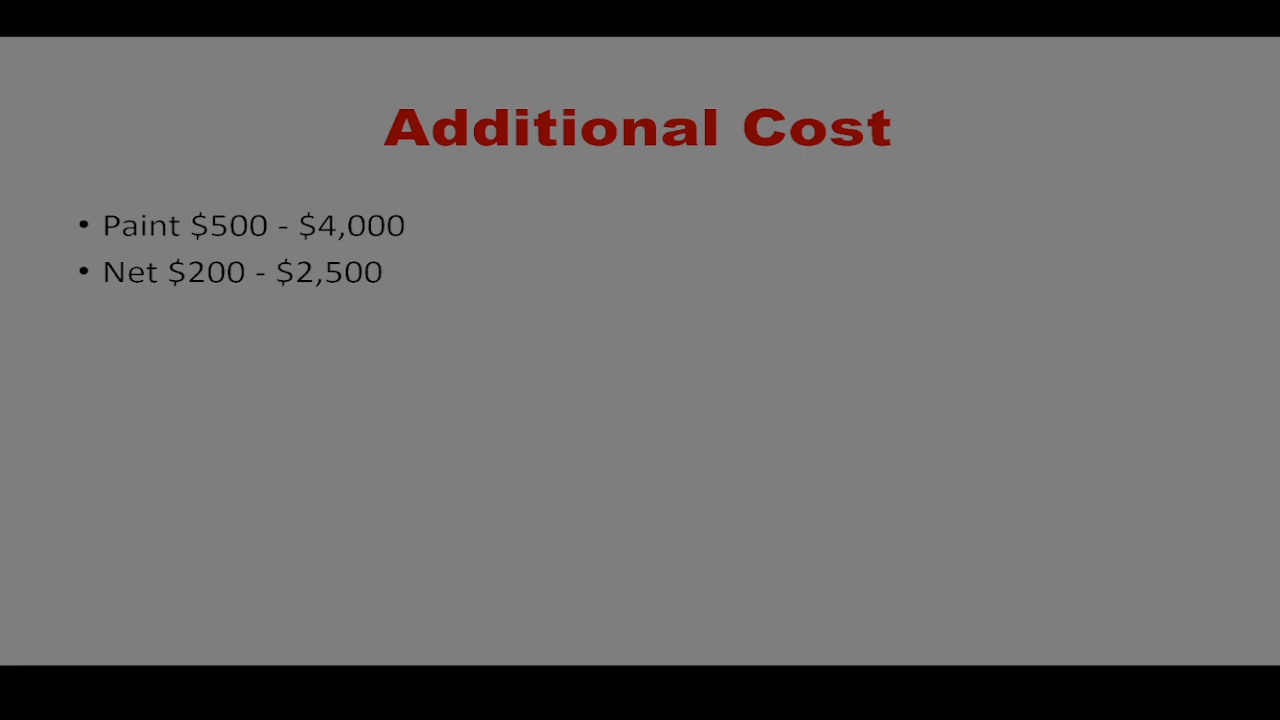 Additional Cost
• Paint $500 - $4,000
• Net $200 - $2,500